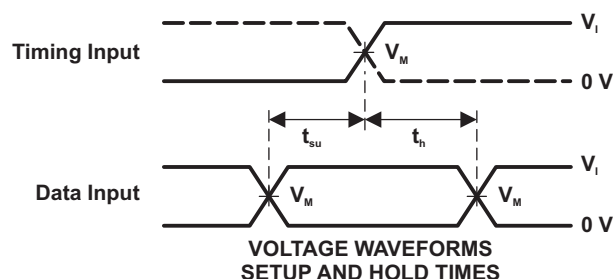 V_I
Timing Input
V_M
0 V
t_su
t_h
V_I
Data Input
V_M
V_M
0 V
VOLTAGE WAVEFORMS
SETUP AND HOLD TIMES